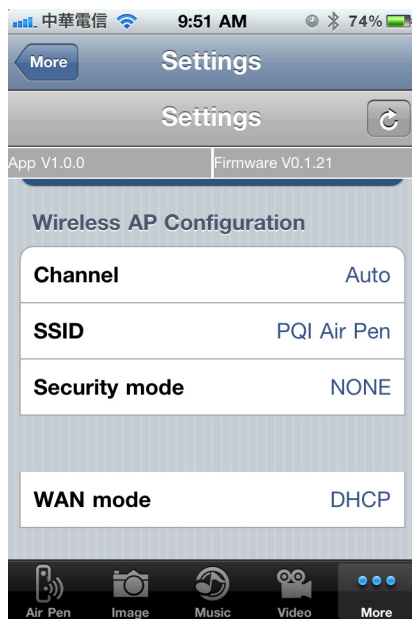 中華電信 9:51 AM 74%
More Settings
Settings
App V1.0.0 Firmware V0.1.21
Wireless AP Configuration
Channel Auto
SSID PQI Air Pen
Security mode NONE
WAN mode DHCP
Air Pen Image Music Video More